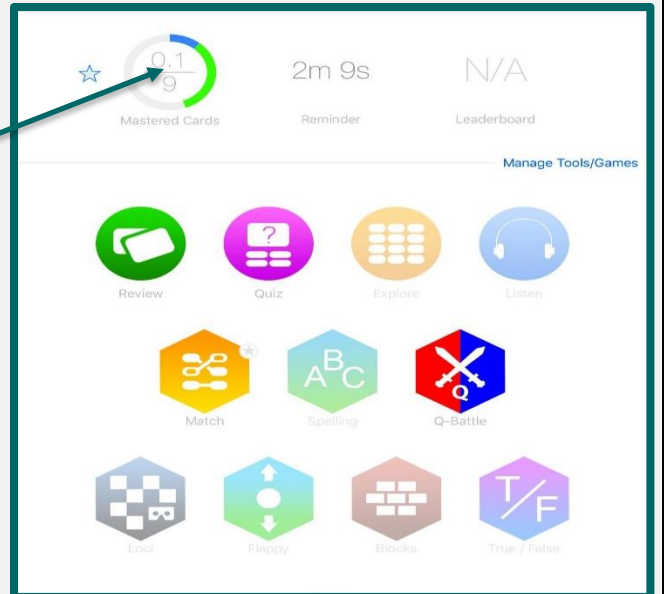 0.1
9
2m 9s
N/A
Mastered Cards
Reminder
Leaderboard
Manage Tools/Games
?
Review
Quiz
Explore
Listen
ABC
Q
Match
Spelling
Q-Battle
T/F
Loci
Flappy
Blocks
True / False